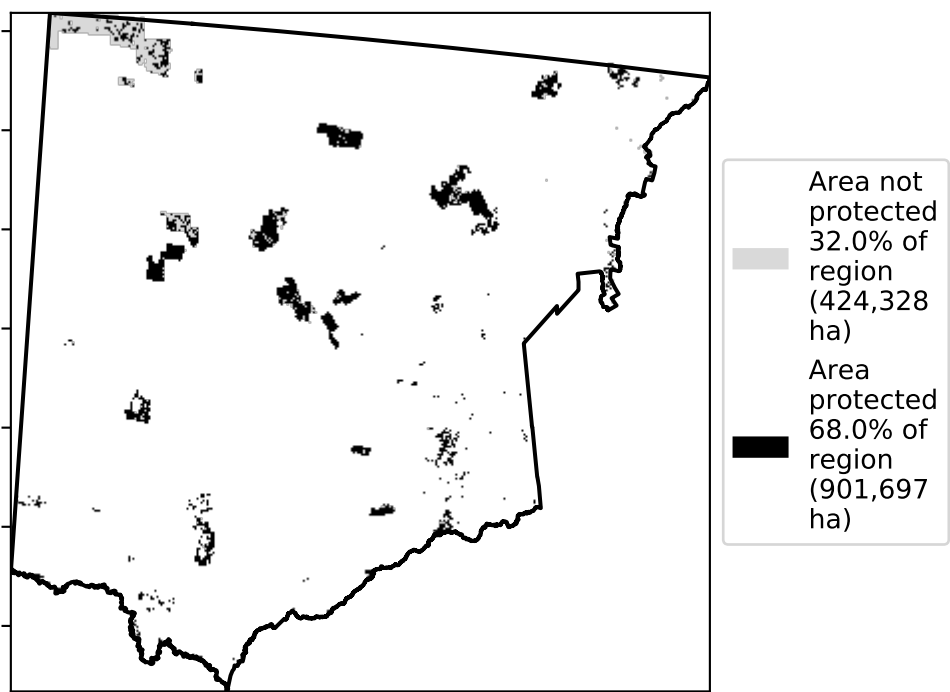 Area not
protected
32.0% of
region
(424,328
ha)
Area
protected
68.0% of
region
(901,697
ha)